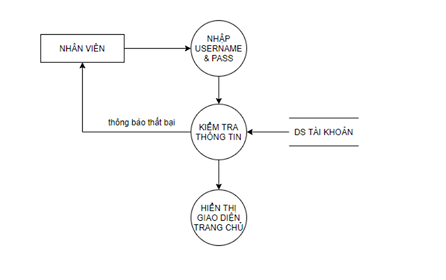 NHÂN VIÊN
NHẬP
USERNAME
& PASS
thông báo thất bại
KIỂM TRA
THÔNG TIN
DS TÀI KHOẢN
HIỂN THỊ
GIAO DIỆN
TRANG CHỦ